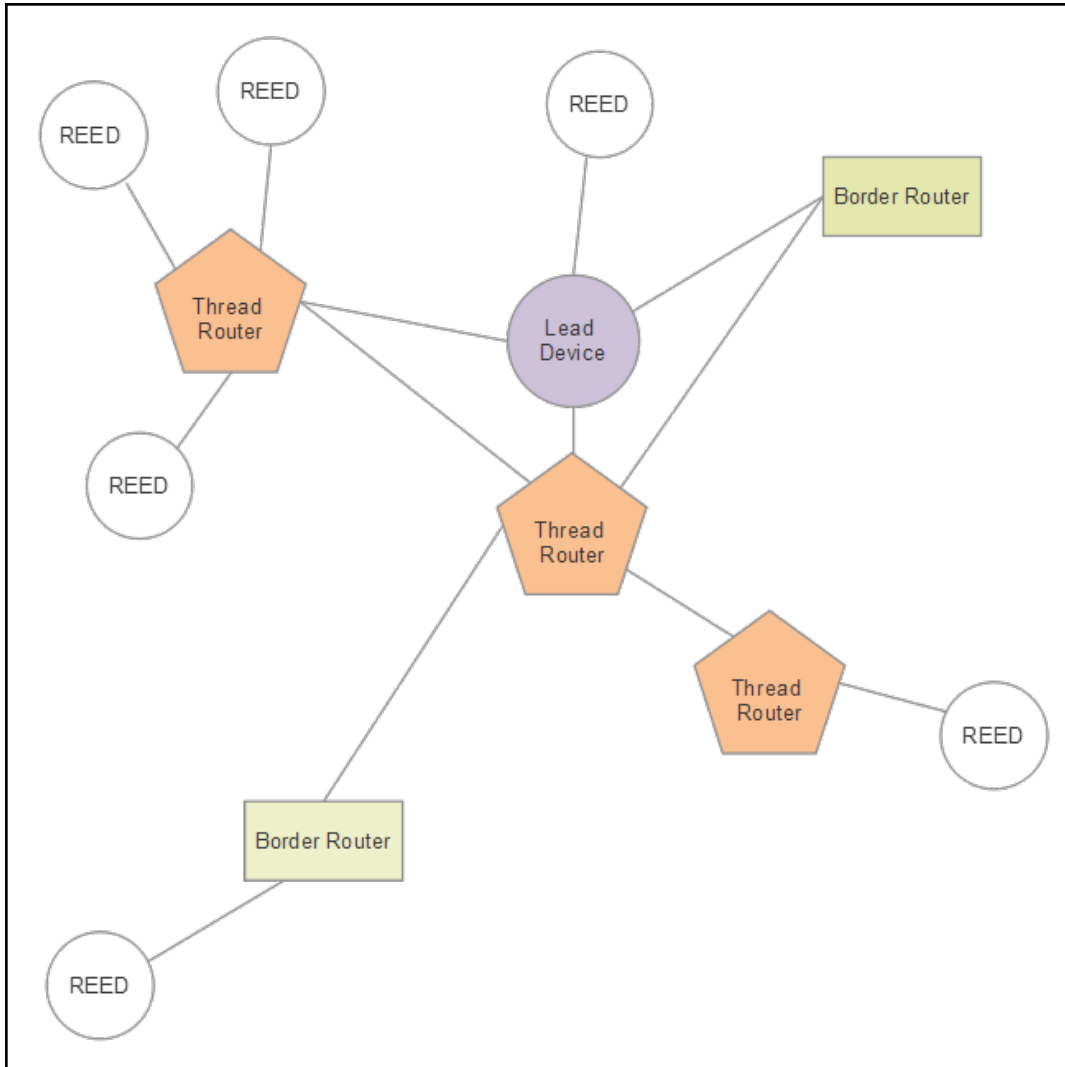 REED
REED
REED
Border Router
Thread
Router
Lead
Device
REED
Thread
Router
Thread
Router
REED
Border Router
REED